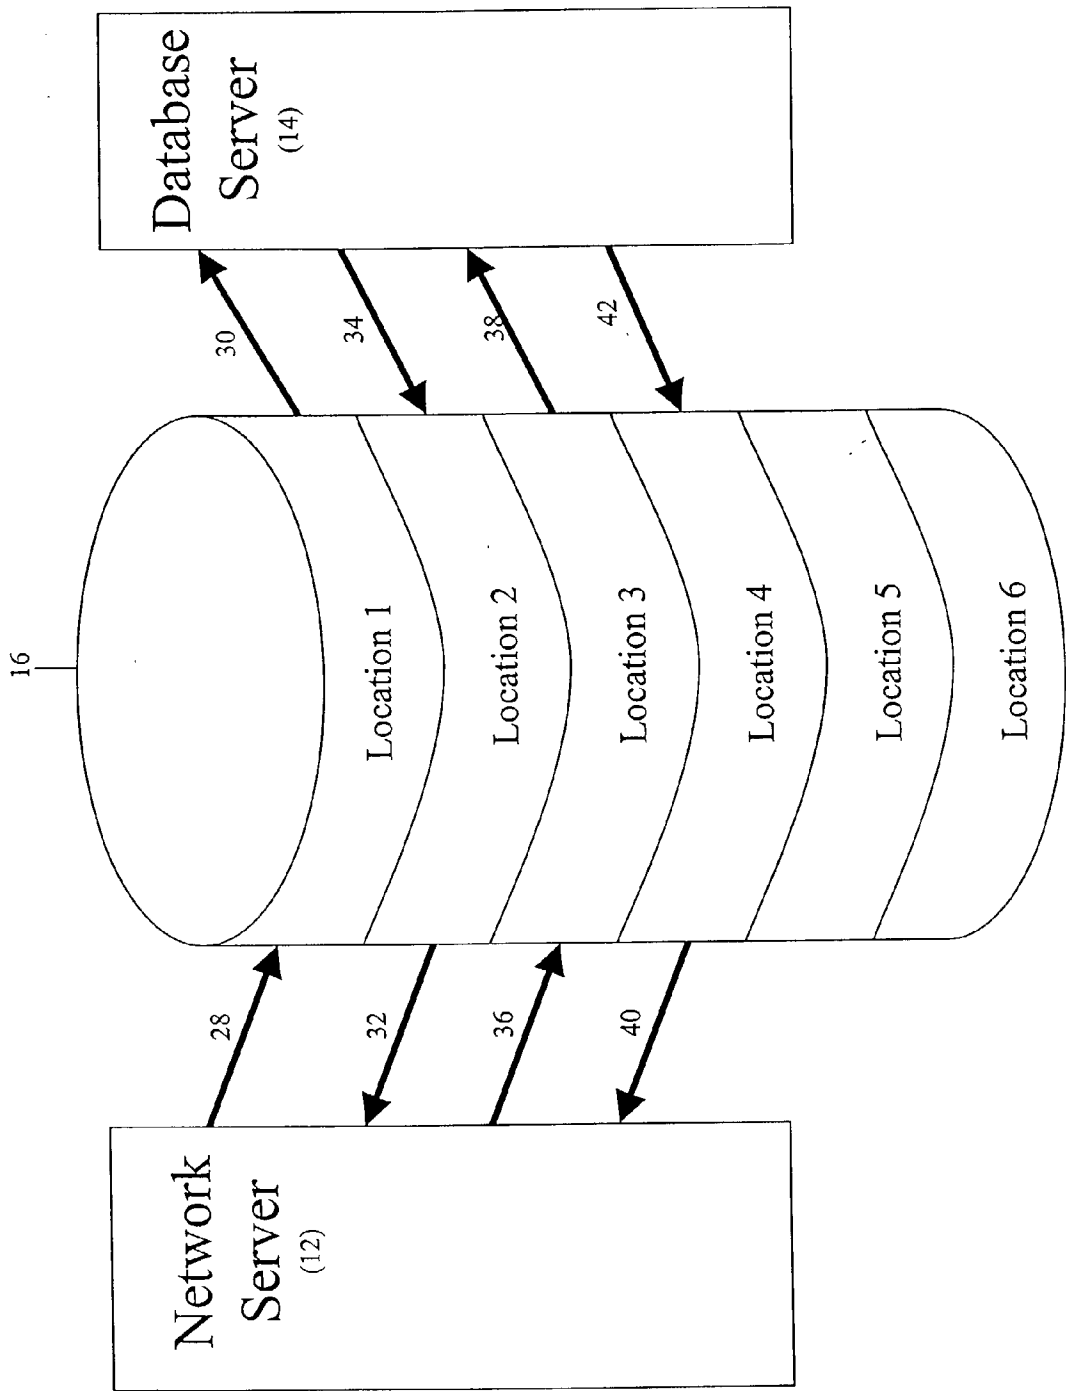 16
Network
Server
(12)
Database
Server
(14)
28
30
Location 1
32
34
Location 2
36
38
Location 3
40
42
Location 4
Location 5
Location 6